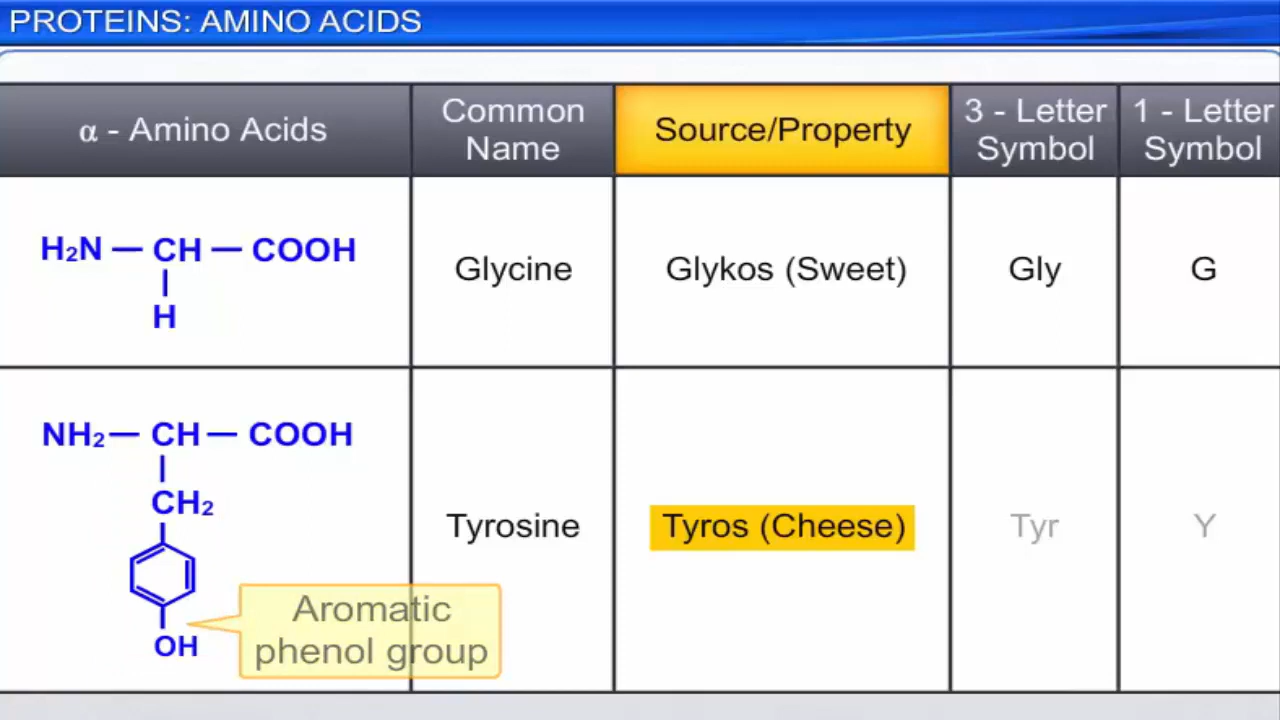 PROTEINS: AMINO ACIDS
α - Amino Acids
Common
Name
Source/Property
3 - Letter
Symbol
1 - Letter
Symbol
H₂N — CH — COOH
H
Glycine
Glykos (Sweet)
Gly
G
NH₂ — CH — COOH
CH₂
OH
Tyrosine
Tyros (Cheese)
Tyr
Y
Aromatic
phenol group